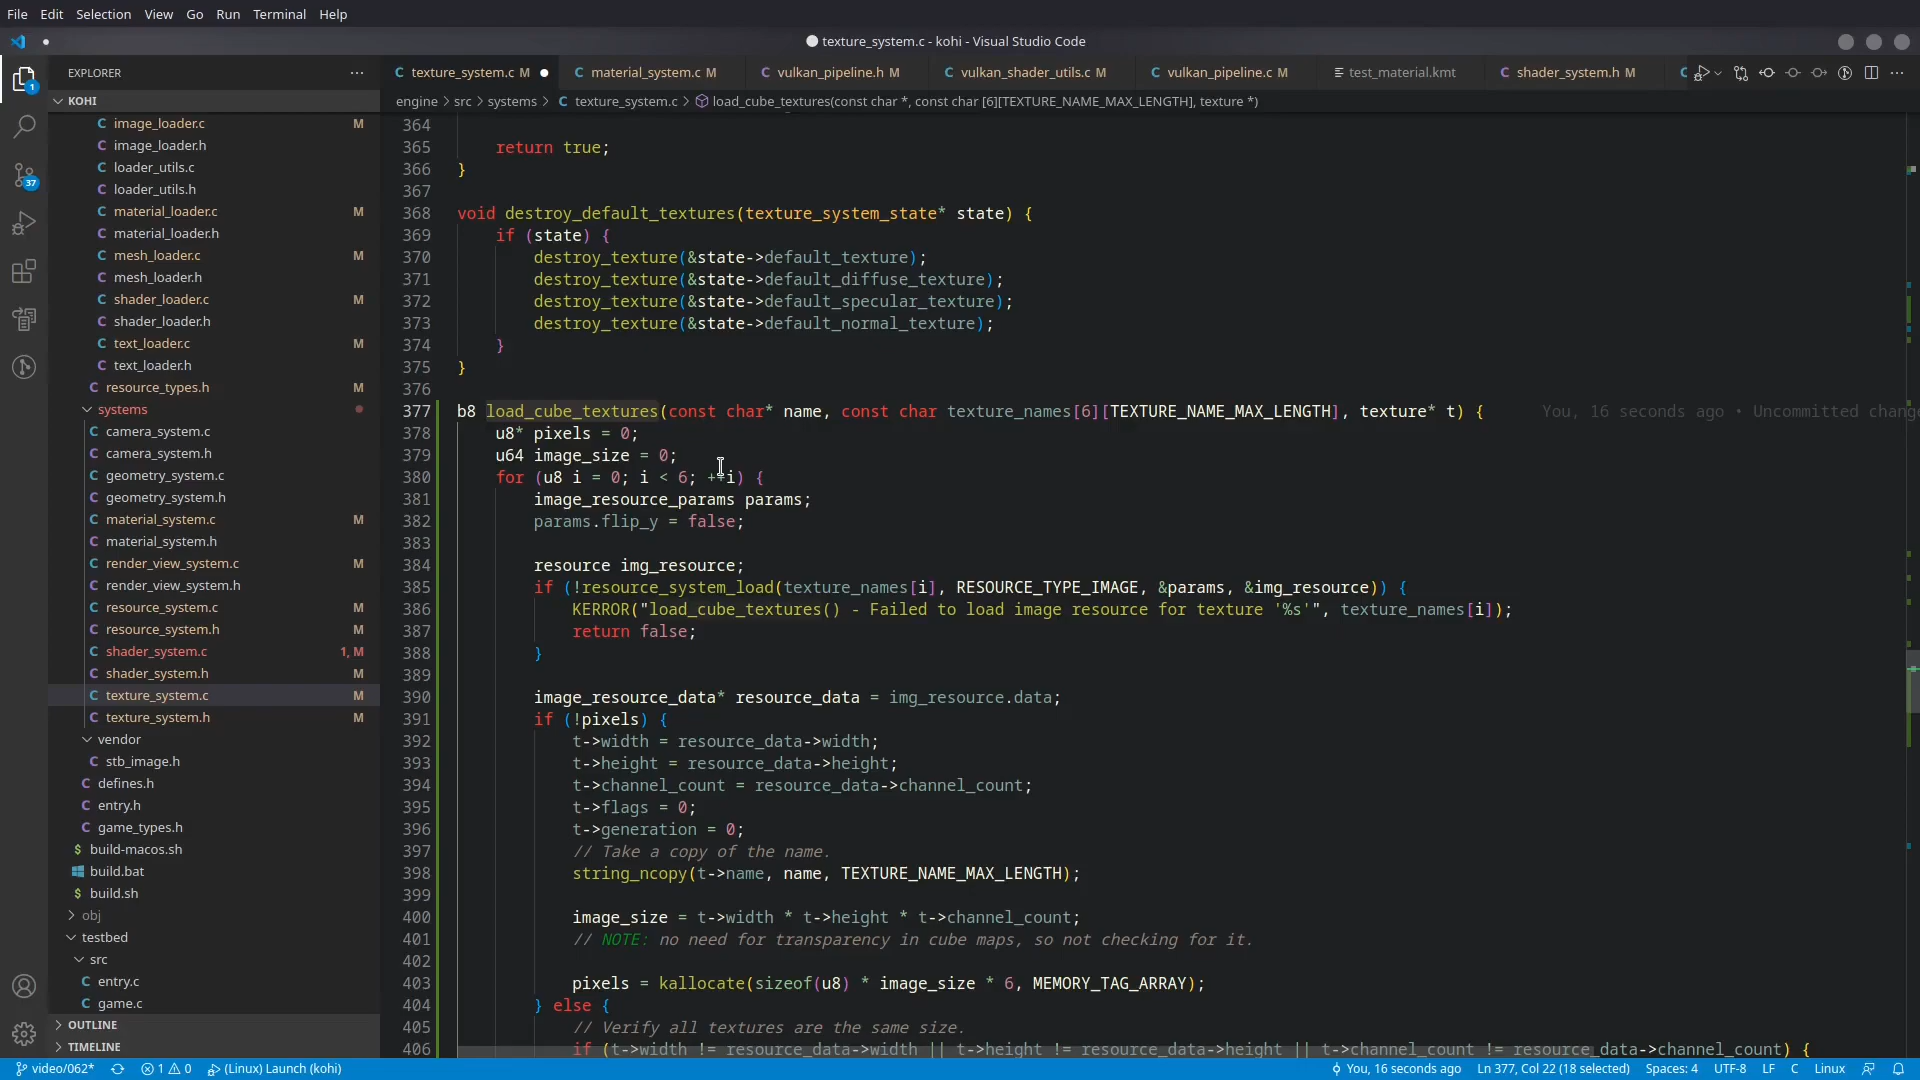 File Edit Selection View Go Run Terminal Help
texture_system.c - kohi - Visual Studio Code
EXPLORER
texture_system.c M
material_system.c M
vulkan_pipeline.h M
vulkan_shader_utils.c M
vulkan_pipeline.c M
test_material.kmt
shader_system.h M
engine > src > systems > C texture_system.c > load_cube_textures(const char *, const char [6][TEXTURE_NAME_MAX_LENGTH], texture *)
KOHI
image_loader.c M
image_loader.h
loader_utils.c
loader_utils.h
material_loader.c M
material_loader.h
mesh_loader.c M
mesh_loader.h
shader_loader.c M
shader_loader.h
text_loader.c M
text_loader.h
resource_types.h M
systems
camera_system.c
camera_system.h
geometry_system.c
geometry_system.h
material_system.c M
material_system.h
render_view_system.c M
render_view_system.h
resource_system.c M
resource_system.h M
shader_system.c 1, M
shader_system.h M
texture_system.c M
texture_system.h M
vendor
stb_image.h
defines.h
entry.h
game_types.h
build-macos.sh
build.bat
build.sh
obj
testbed
src
entry.c
game.c
OUTLINE
TIMELINE
1
37
364
365 return true;
366 }
367
368 void destroy_default_textures(texture_system_state* state) {
369 if (state) {
370 destroy_texture(&state->default_texture);
371 destroy_texture(&state->default_diffuse_texture);
372 destroy_texture(&state->default_specular_texture);
373 destroy_texture(&state->default_normal_texture);
374 }
375 }
376
377 b8 load_cube_textures(const char* name, const char texture_names[6][TEXTURE_NAME_MAX_LENGTH], texture* t) { You, 16 seconds ago • Uncommitted change
378 u8* pixels = 0;
379 u64 image_size = 0;
380 for (u8 i = 0; i < 6; ++i) {
381 image_resource_params params;
382 params.flip_y = false;
383
384 resource img_resource;
385 if (!resource_system_load(texture_names[i], RESOURCE_TYPE_IMAGE, &params, &img_resource)) {
386 KERROR("load_cube_textures() - Failed to load image resource for texture '%s'", texture_names[i]);
387 return false;
388 }
389
390 image_resource_data* resource_data = img_resource.data;
391 if (!pixels) {
392 t->width = resource_data->width;
393 t->height = resource_data->height;
394 t->channel_count = resource_data->channel_count;
395 t->flags = 0;
396 t->generation = 0;
397 // Take a copy of the name.
398 string_ncopy(t->name, name, TEXTURE_NAME_MAX_LENGTH);
399
400 image_size = t->width * t->height * t->channel_count;
401 // NOTE: no need for transparency in cube maps, so not checking for it.
402
403 pixels = kallocate(sizeof(u8) * image_size * 6, MEMORY_TAG_ARRAY);
404 } else {
405 // Verify all textures are the same size.
406 if (t->width != resource_data->width || t->height != resource_data->height || t->channel_count != resource_data->channel_count) {
video/062* 1 0 (Linux) Launch (kohi) You, 16 seconds ago Ln 377, Col 22 (18 selected) Spaces: 4 UTF-8 LF C Linux